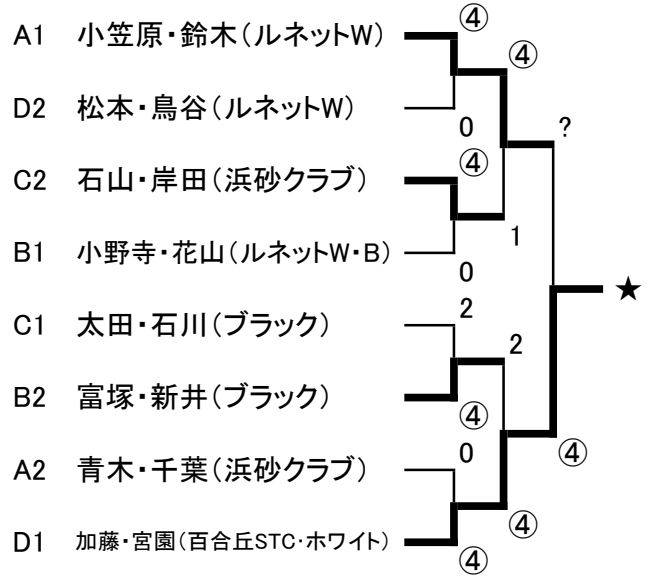 ④
A1 小笠原・鈴木(ルネットW) ④
D2 松本・鳥谷(ルネットW) 0 ?
④
C2 石山・岸田(浜砂クラブ)
1
B1 小野寺・花山(ルネットW・B) 0
★
C1 太田・石川(ブラック) 2
2
B2 富塚・新井(ブラック) ④
0 ④
A2 青木・千葉(浜砂クラブ)
④
D1 加藤・宮園(百合丘STC・ホワイト)
④